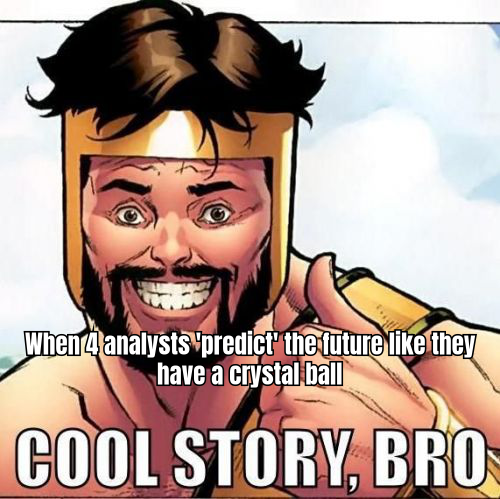 When 4 analysts 'predict' the future like they
have a crystal ball
COOL STORY, BRO